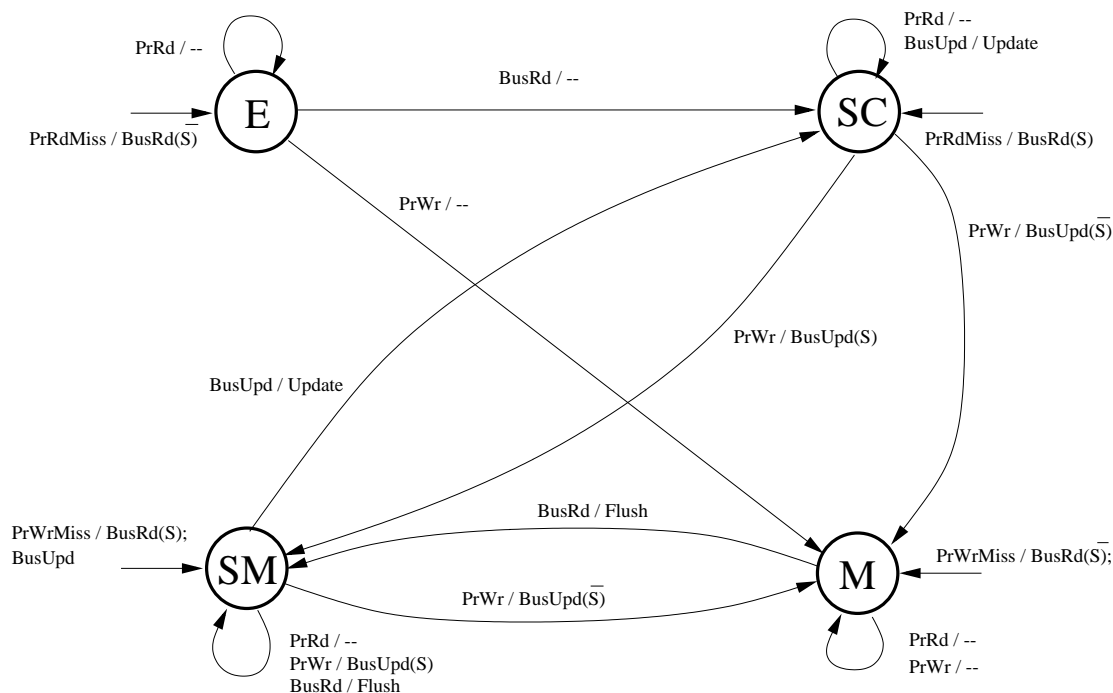 PrRd / --
PrRd / --
BusUpd / Update
BusRd / --
E
SC
PrRdMiss / BusRd(S̅)
PrRdMiss / BusRd(S)
PrWr / --
PrWr / BusUpd(S̅)
PrWr / BusUpd(S)
BusUpd / Update
BusRd / Flush
PrWrMiss / BusRd(S);
BusUpd
PrWrMiss / BusRd(S̅);
SM
M
PrWr / BusUpd(S̅)
PrRd / --
PrWr / BusUpd(S)
BusRd / Flush
PrRd / --
PrWr / --